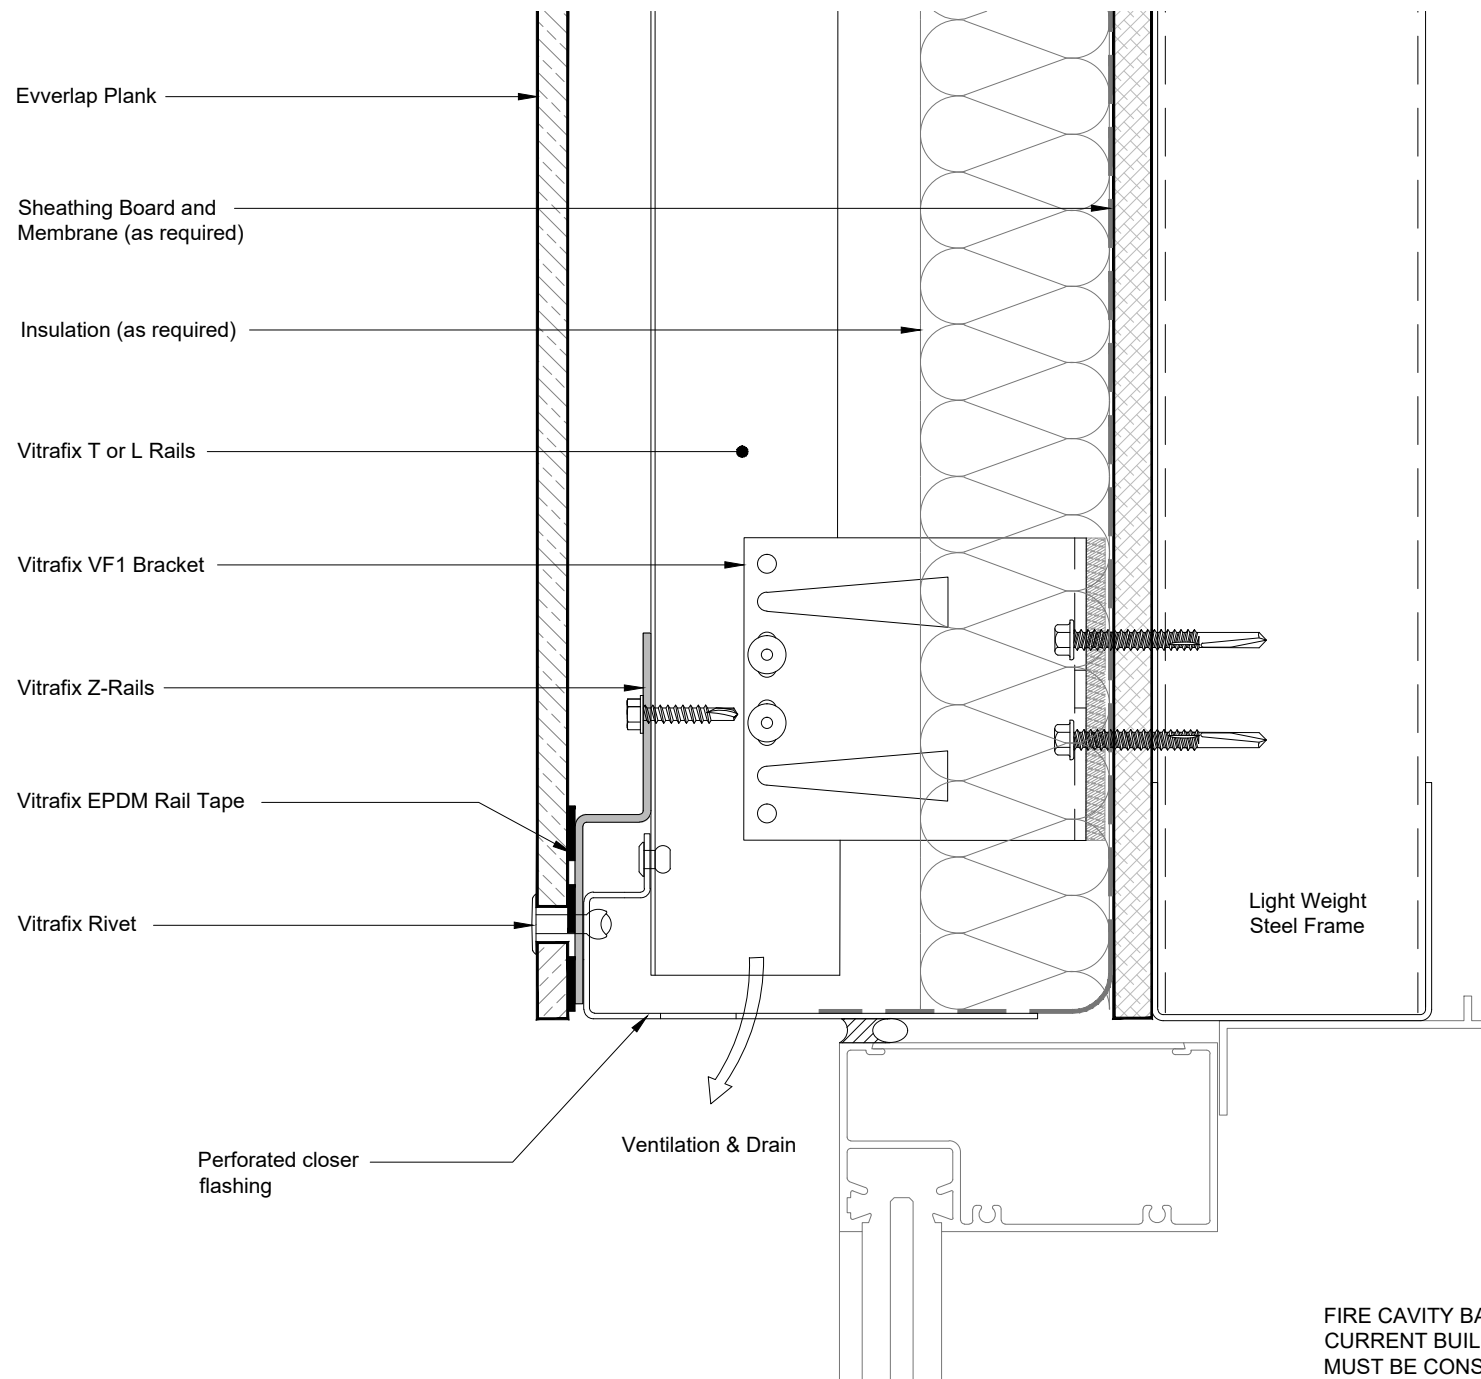 Evverlap Plank
Sheathing Board and
Membrane (as required)
Insulation (as required)
Vitrafix T or L Rails
Vitrafix VF1 Bracket
Vitrafix Z-Rails
Vitrafix EPDM Rail Tape
Vitrafix Rivet
Light Weight
Steel Frame
Ventilation & Drain
Perforated closer
flashing
FIRE CAVITY BA
CURRENT BUIL
MUST BE CONS